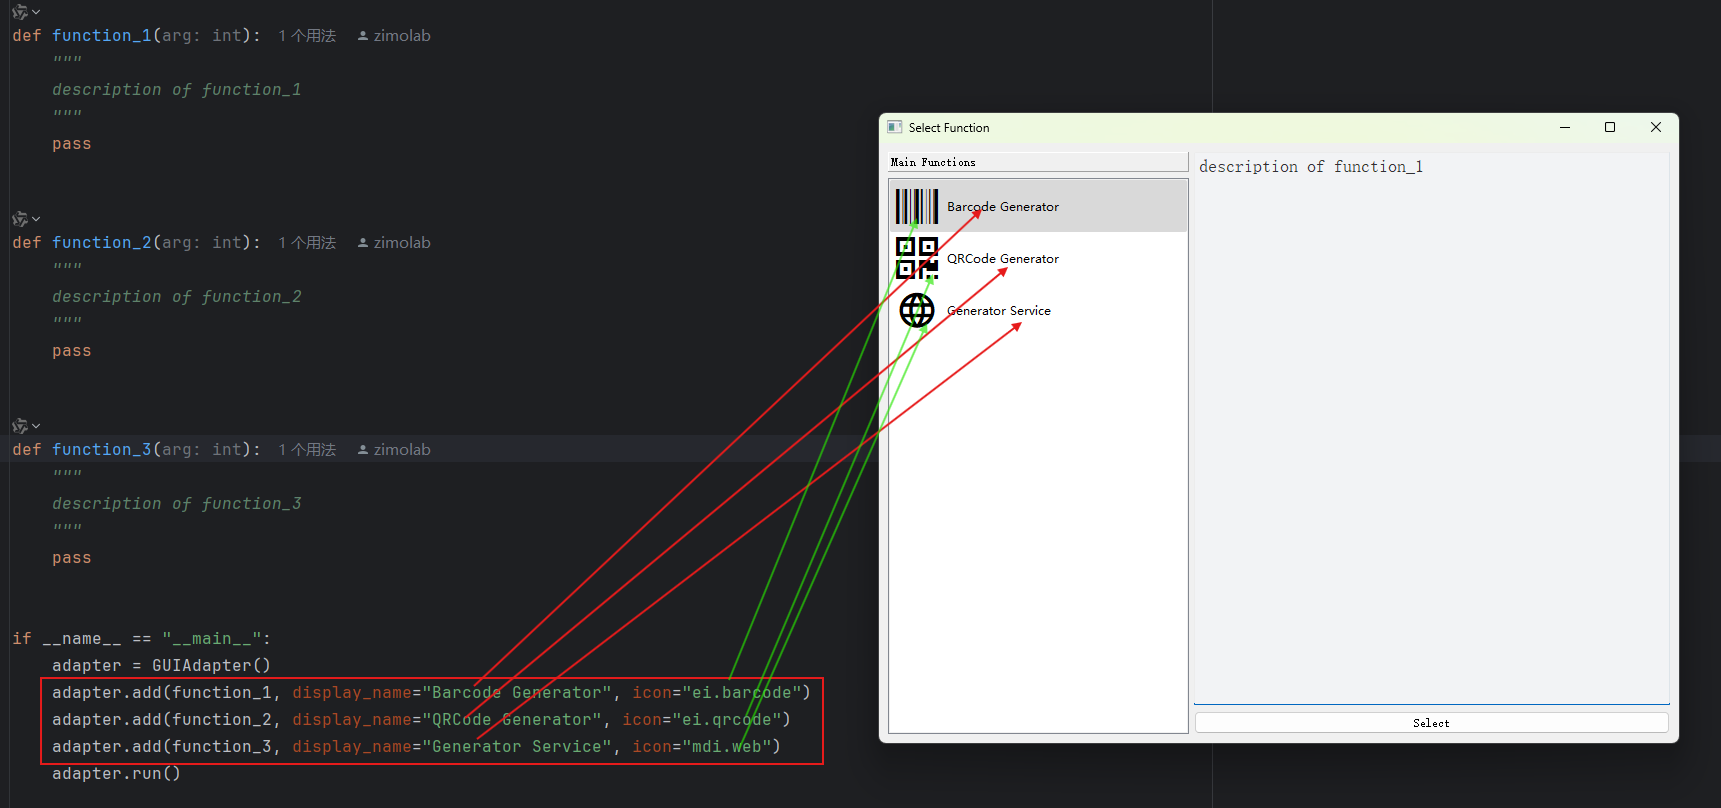 def function_1(arg: int): 1 个用法 zimolab
"""
description of function_1
"""
pass
def function_2(arg: int): 1 个用法 zimolab
"""
description of function_2
"""
pass
def function_3(arg: int): 1 个用法 zimolab
"""
description of function_3
"""
pass
if __name__ == "__main__":
adapter = GUIAdapter()
adapter.add(function_1, display_name="Barcode Generator", icon="ei.barcode")
adapter.add(function_2, display_name="QRCode Generator", icon="ei.qrcode")
adapter.add(function_3, display_name="Generator Service", icon="mdi.web")
adapter.run()
Select Function
Main Functions
Barcode Generator
QRCode Generator
Generator Service
description of function_1
Select